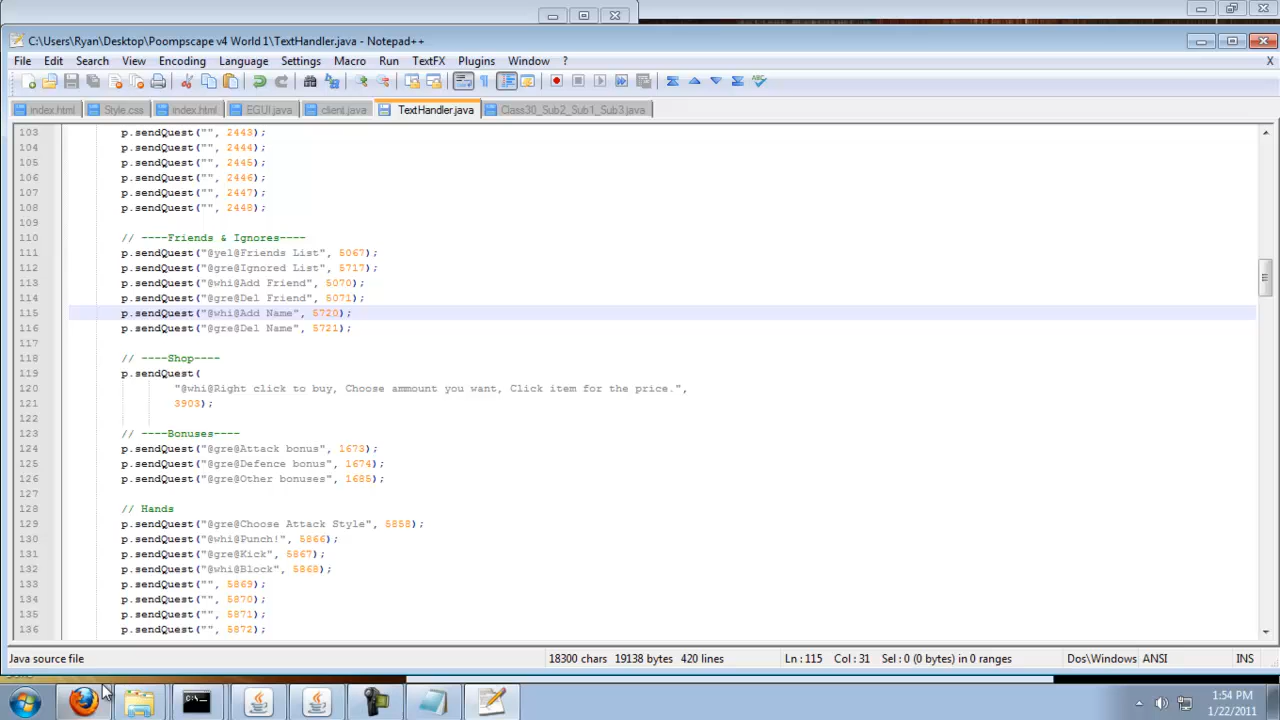 C:\Users\Ryan\Desktop\Poompscape v4 World 1\TextHandler.java - Notepad++
File Edit Search View Encoding Language Settings Macro Run TextFX Plugins Window ? X
index.html Style.css index.html EGUI.java client.java TextHandler.java Class30_Sub2_Sub1_Sub3.java
103 p.sendQuest("", 2443);
104 p.sendQuest("", 2444);
105 p.sendQuest("", 2445);
106 p.sendQuest("", 2446);
107 p.sendQuest("", 2447);
108 p.sendQuest("", 2448);
109
110 // ----Friends & Ignores----
111 p.sendQuest("@yel@Friends List", 5067);
112 p.sendQuest("@gre@Ignored List", 5717);
113 p.sendQuest("@whi@Add Friend", 5070);
114 p.sendQuest("@gre@Del Friend", 5071);
115 p.sendQuest("@whi@Add Name", 5720);
116 p.sendQuest("@gre@Del Name", 5721);
117
118 // ----Shop----
119 p.sendQuest(
120 "@whi@Right click to buy, Choose ammount you want, Click item for the price.",
121 3903);
122
123 // ----Bonuses----
124 p.sendQuest("@gre@Attack bonus", 1673);
125 p.sendQuest("@gre@Defence bonus", 1674);
126 p.sendQuest("@gre@Other bonuses", 1685);
127
128 // Hands
129 p.sendQuest("@gre@Choose Attack Style", 5858);
130 p.sendQuest("@whi@Punch!", 5866);
131 p.sendQuest("@gre@Kick", 5867);
132 p.sendQuest("@whi@Block", 5868);
133 p.sendQuest("", 5869);
134 p.sendQuest("", 5870);
135 p.sendQuest("", 5871);
136 p.sendQuest("", 5872);
Java source file 18300 chars 19138 bytes 420 lines Ln : 115 Col : 31 Sel : 0 (0 bytes) in 0 ranges Dos\Windows ANSI INS
1:54 PM
1/22/2011